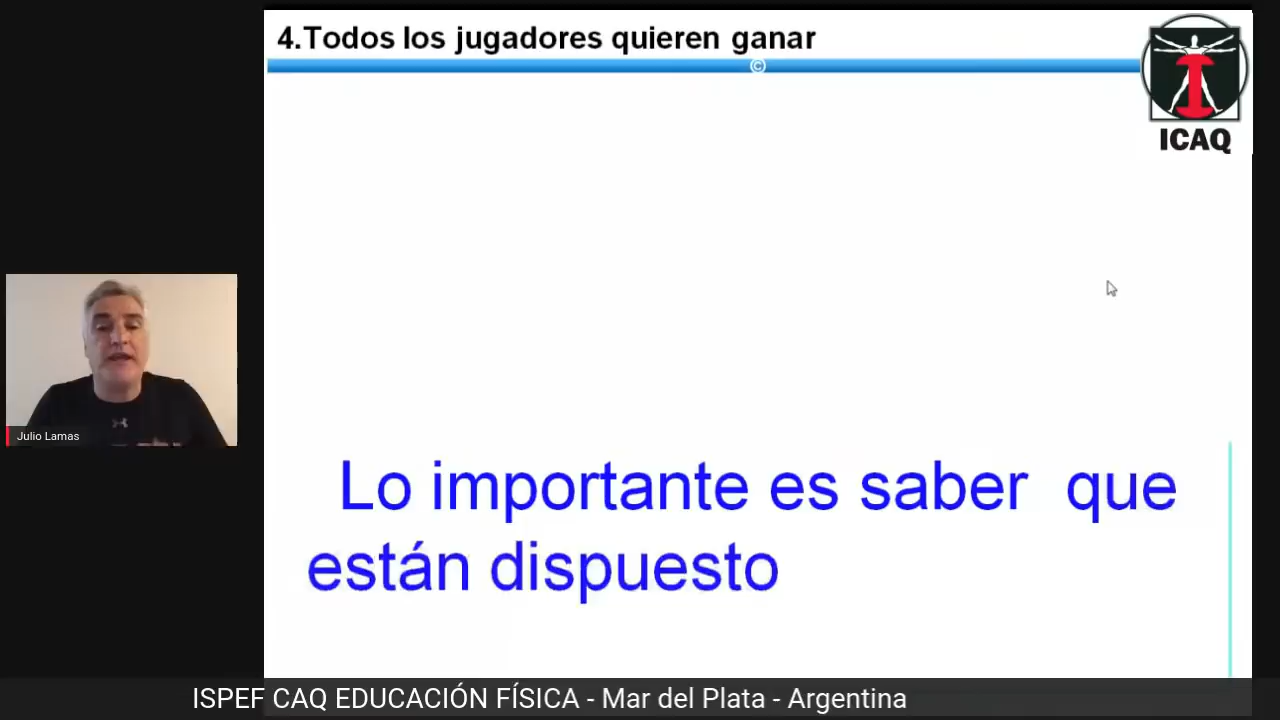 4.Todos los jugadores quieren ganar
©
ICAQ
Julio Lamas
Lo importante es saber que
están dispuesto
ISPEF CAQ EDUCACIÓN FÍSICA - Mar del Plata - Argentina